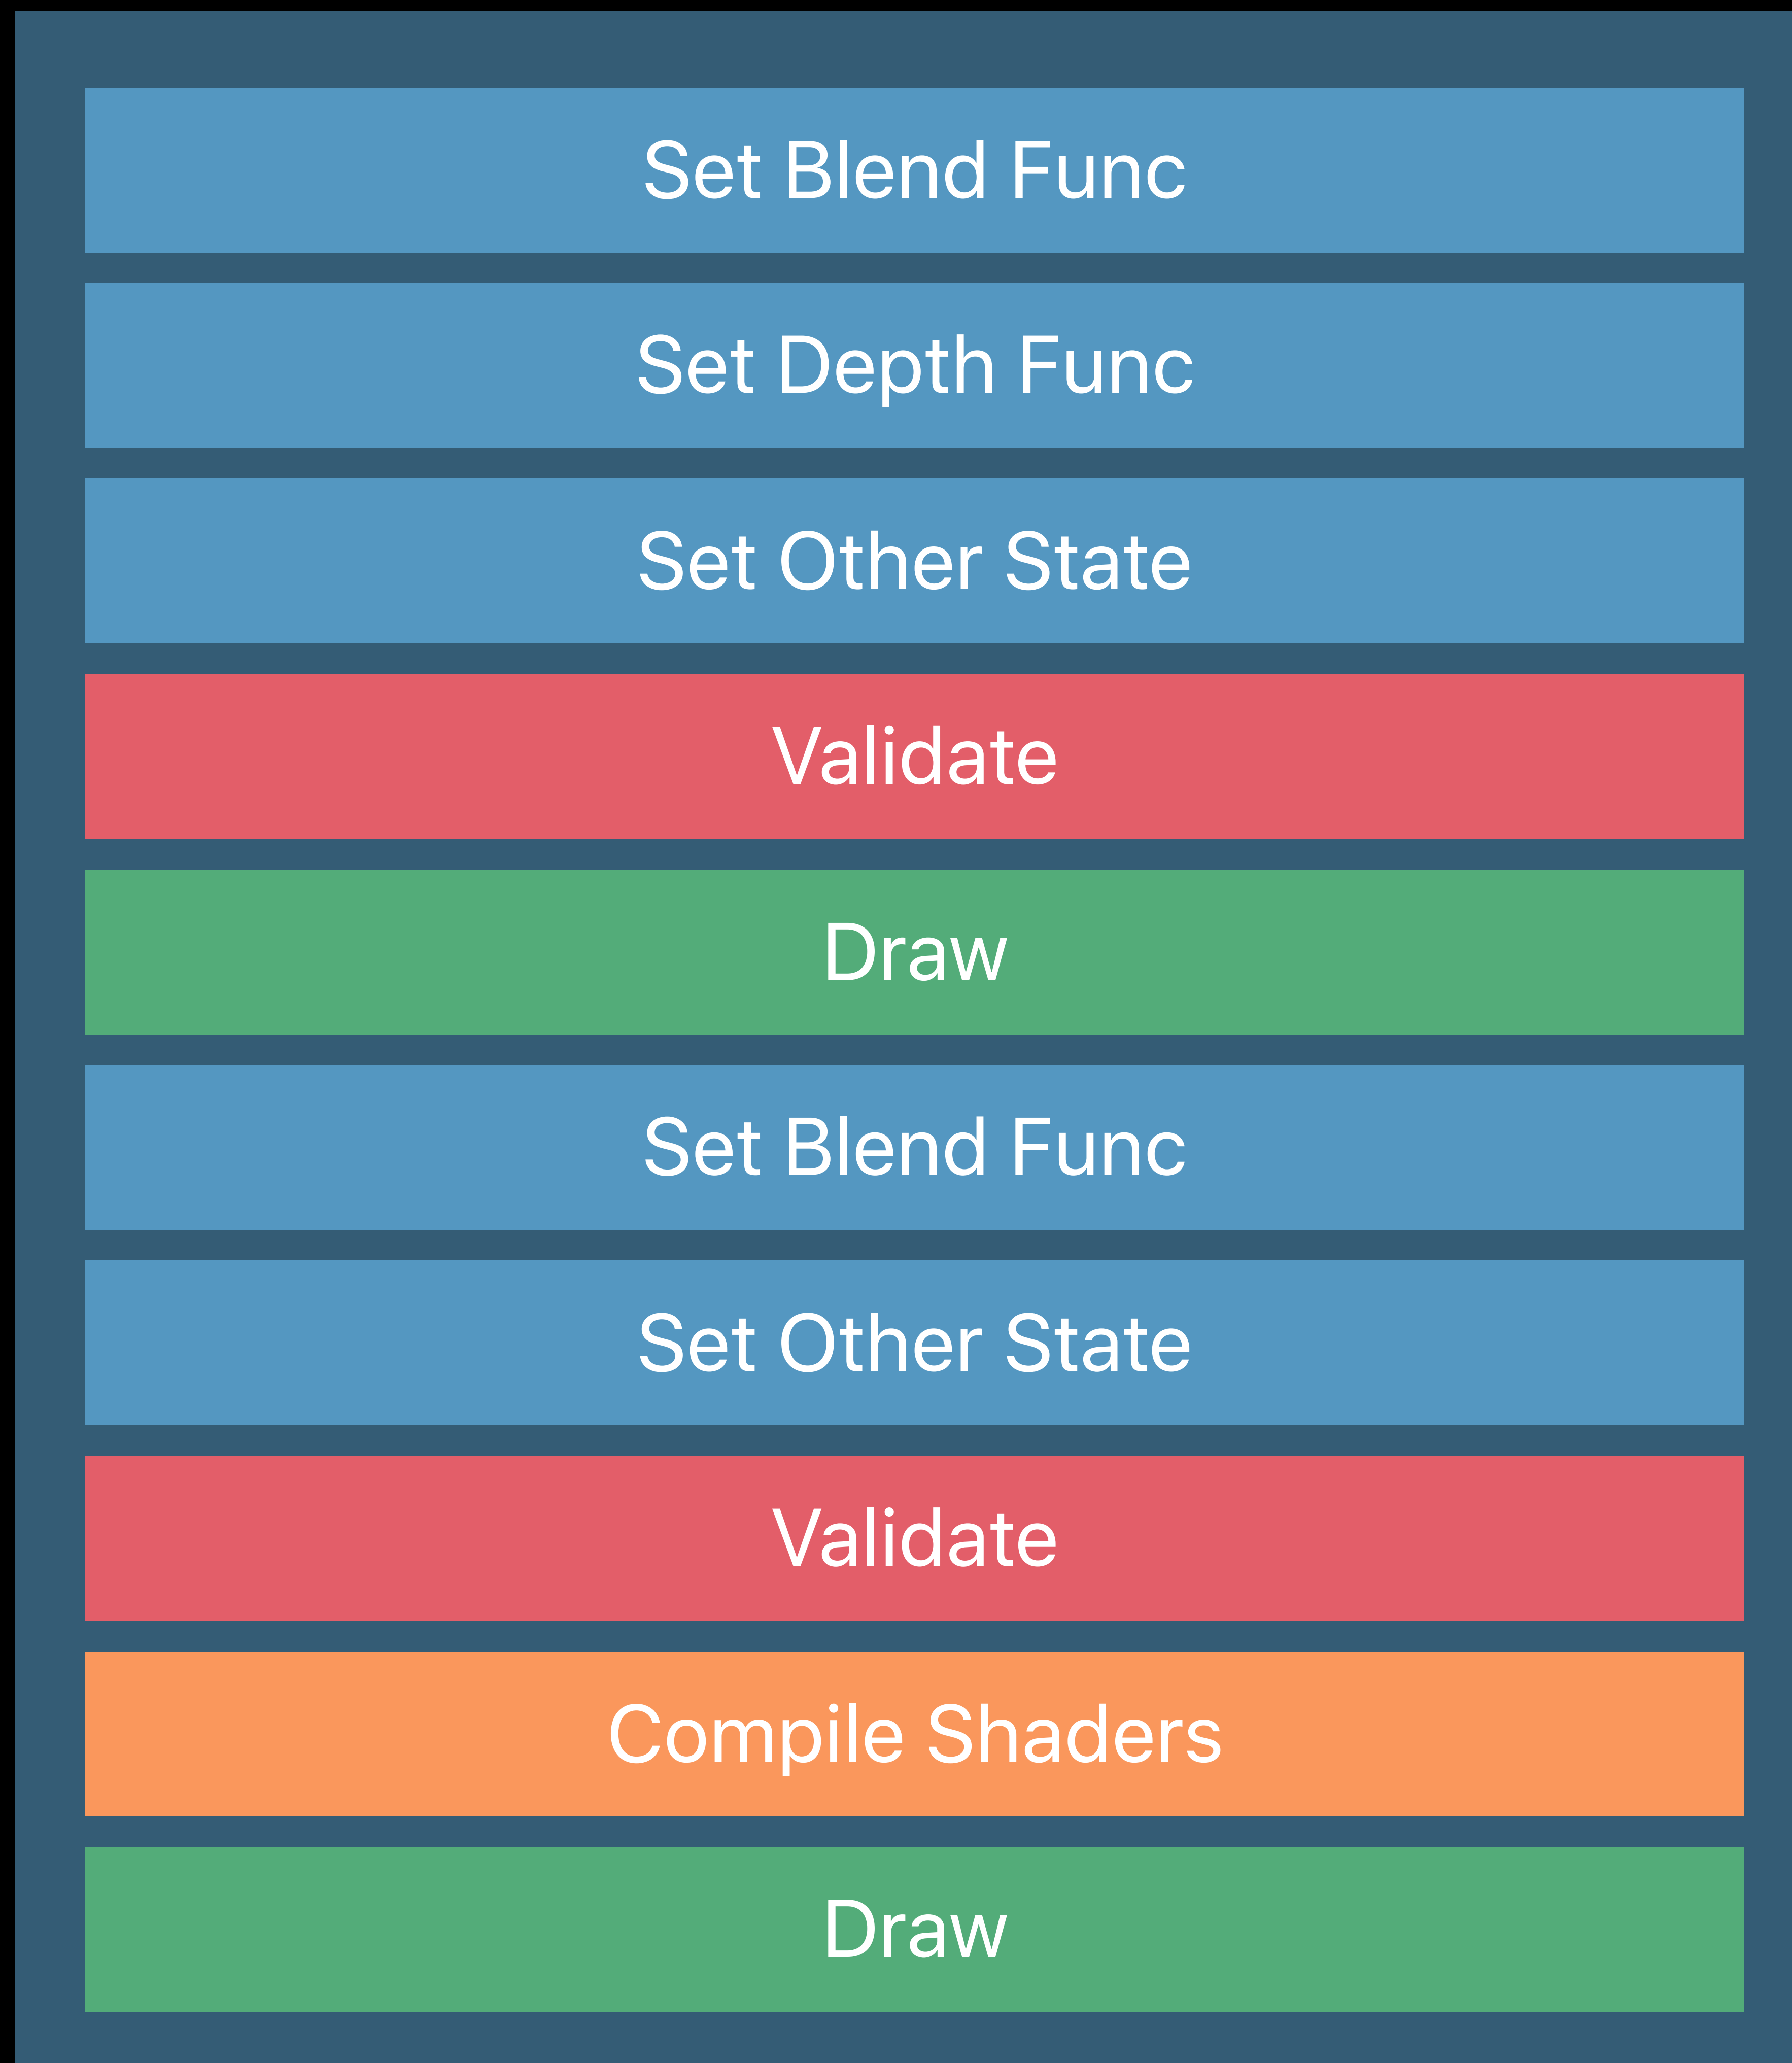 Set Blend Func
Set Depth Func
Set Other State
Validate
Draw
Set Blend Func
Set Other State
Validate
Compile Shaders
Draw